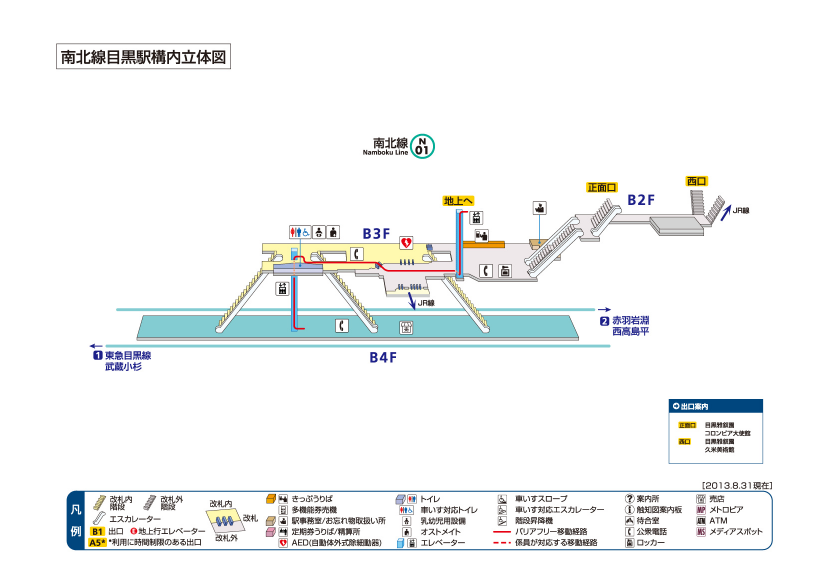 南北線目黒駅構内立体図
南北線
Namboku Line
N
01
地上へ
正面口
西口
B2F
JR線
B3F
JR線
2 赤羽岩淵
西高島平
1 東急目黒線
武蔵小杉
B4F
出口案内
正面口 目黒雅叙園
コロンビア大使館
西口 目黒雅叙園
久米美術館
[2013.8.31現在]
凡例
改札内階段
改札外階段
エスカレーター
B1 出口 E 地上行エレベーター
A5* *利用に時間制限のある出口
改札内
改札
改札外
きっぷうりば
多機能券売機
駅事務室/お忘れ物取扱い所
定期券うりば/精算所
AED(自動体外式除細動器)
トイレ
車いす対応トイレ
乳幼児用設備
オストメイト
エレベーター
車いすスロープ
車いす対応エスカレーター
階段昇降機
バリアフリー移動経路
係員が対応する移動経路
案内所
触知図案内板
待合室
公衆電話
ロッカー
売店
MP メトロピア
ATM ATM
MS メディアスポット